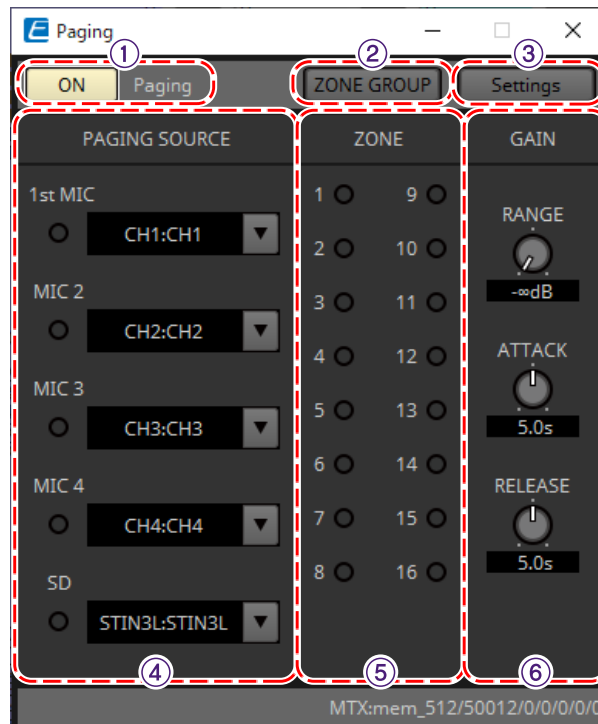 Paging
① ② ③
ON Paging ZONE GROUP Settings
PAGING SOURCE
1st MIC
CH1:CH1
MIC 2
CH2:CH2
MIC 3
CH3:CH3
MIC 4
CH4:CH4
SD
STIN3L:STIN3L
④
ZONE
1 9
2 10
3 11
4 12
5 13
6 14
7 15
8 16
⑤
GAIN
RANGE
-∞dB
ATTACK
5.0s
RELEASE
5.0s
⑥
MTX:mem_512/50012/0/0/0/0/0